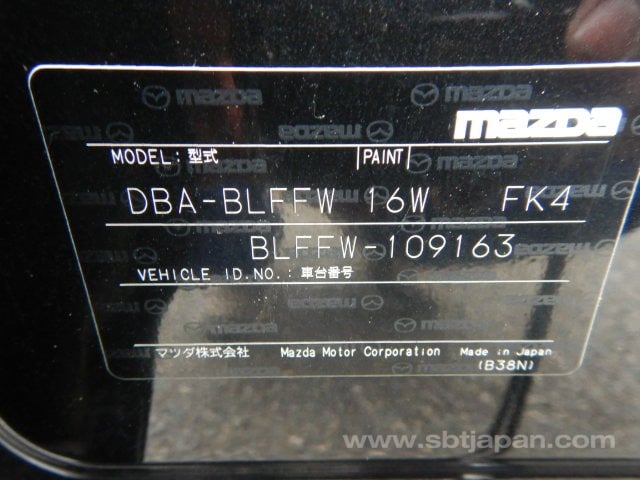 mazda
MODEL : 型式 PAINT
DBA-BLFFW 16W FK4
BLFFW-109163
VEHICLE ID.NO. : 車台番号
マツダ株式会社 Mazda Motor Corporation Made in Japan
(B38N)
www.sbtjapan.com